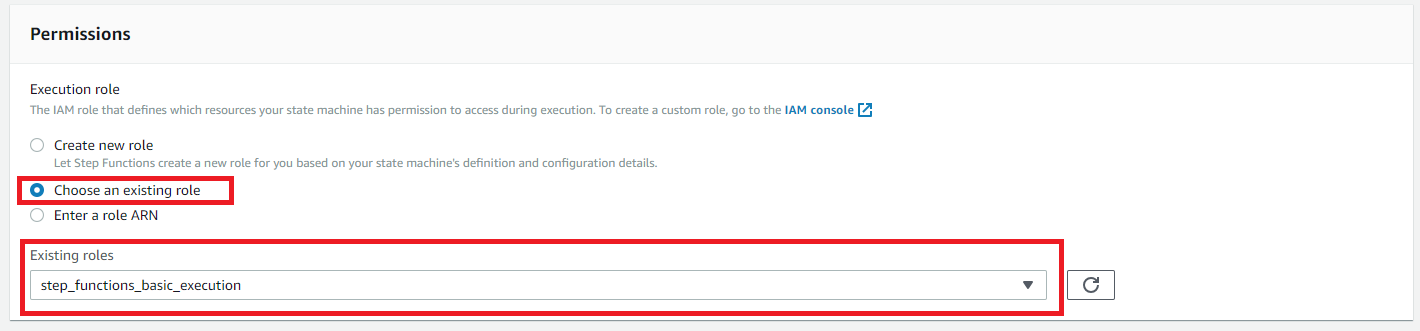 Permissions
Execution role
The IAM role that defines which resources your state machine has permission to access during execution. To create a custom role, go to the IAM console
Create new role
Let Step Functions create a new role for you based on your state machine's definition and configuration details.
Choose an existing role
Enter a role ARN
Existing roles
step_functions_basic_execution